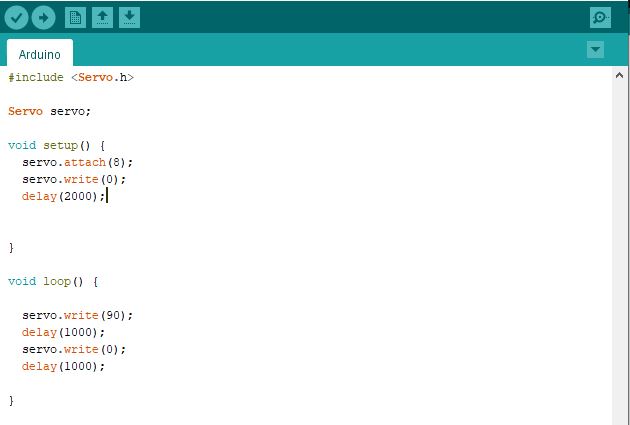 Arduino
#include <Servo.h>
Servo servo;
void setup() {
servo.attach(8);
servo.write(0);
delay(2000);
}
void loop() {
servo.write(90);
delay(1000);
servo.write(0);
delay(1000);
}